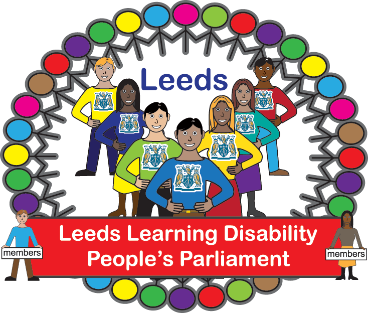 Leeds
Leeds Learning Disability
People's Parliament
members
members